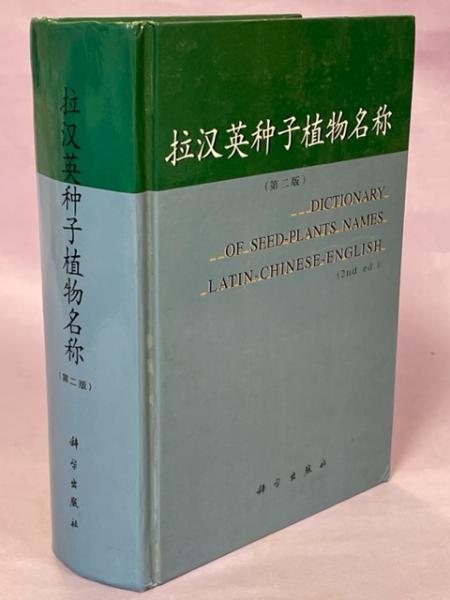 拉汉英种子植物名称
(第二版)
科学出版社
拉汉英种子植物名称
(第二版)
DICTIONARY
OF SEED-PLANTS NAMES
LATIN-CHINESE-ENGLISH
(2nd ed.)
科学出版社